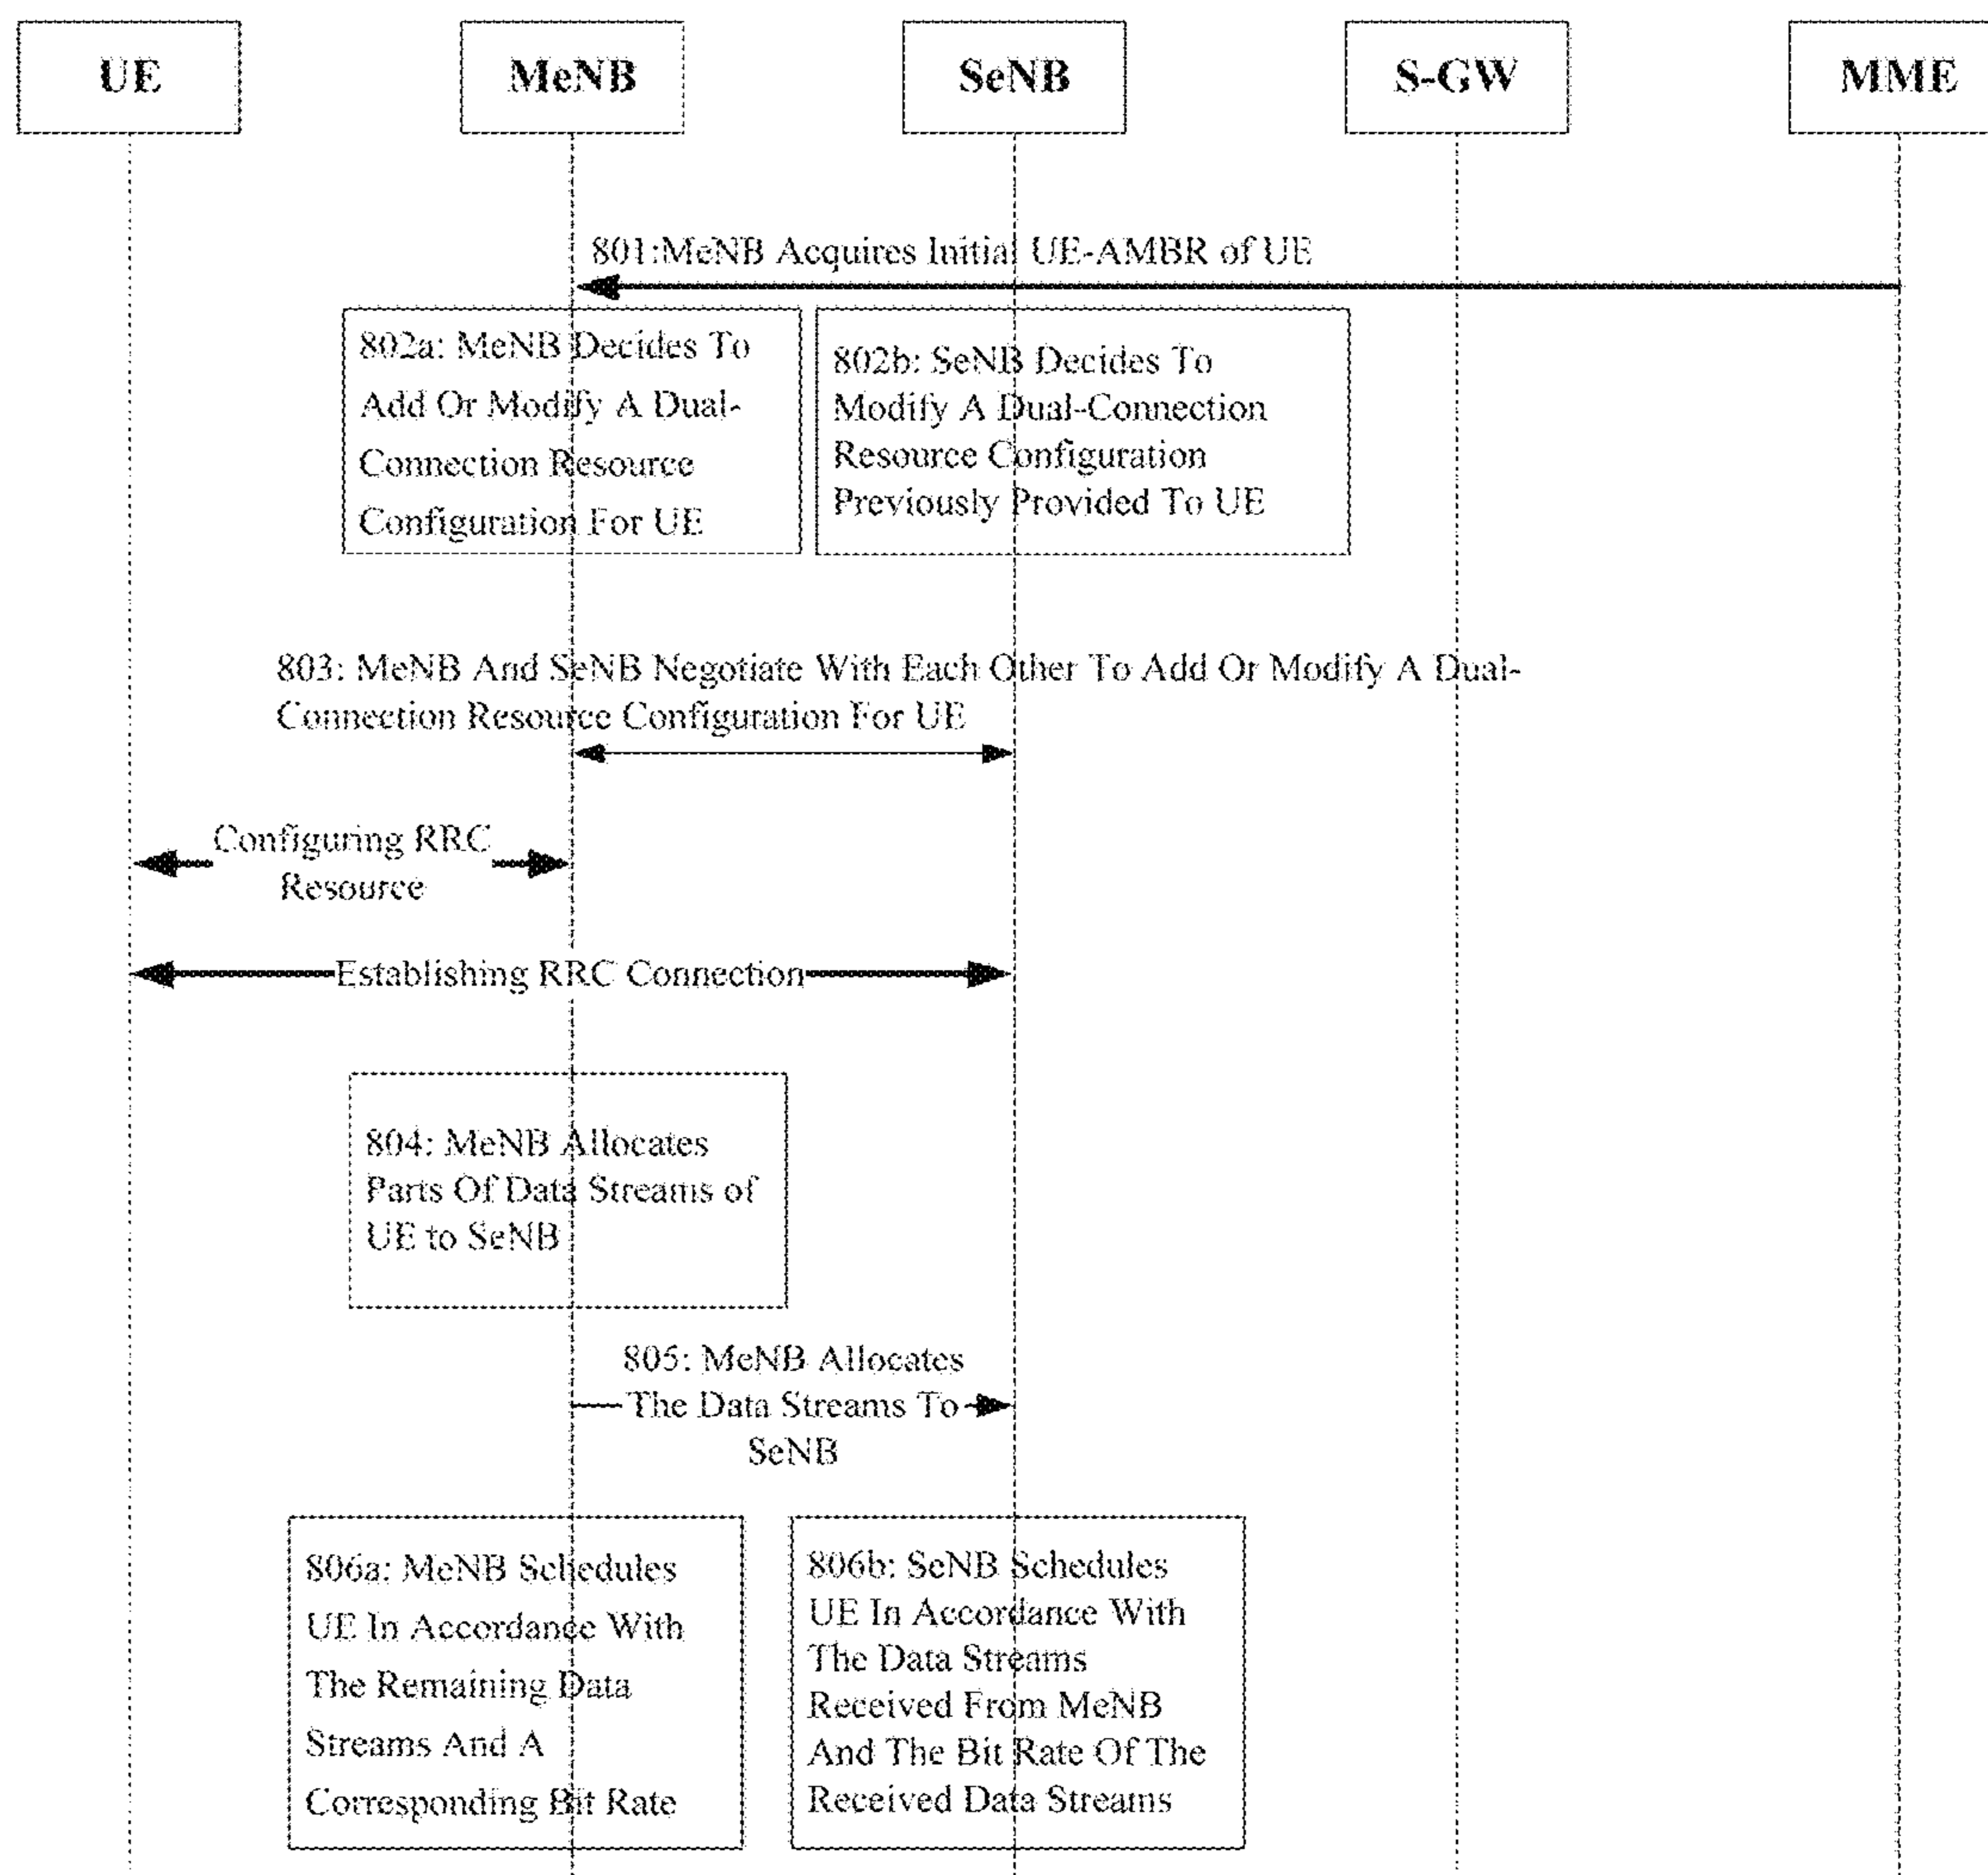 UE
MeNB
SeNB
S-GW
MME
801:MeNB Acquires Initial UE-AMBR of UE
802a: MeNB Decides To
Add Or Modify A Dual-
Connection Resource
Configuration For UE
802b: SeNB Decides To
Modify A Dual-Connection
Resource Configuration
Previously Provided To UE
803: MeNB And SeNB Negotiate With Each Other To Add Or Modify A Dual-
Connection Resource Configuration For UE
Configuring RRC
Resource
Establishing RRC Connection
804: MeNB Allocates
Parts Of Data Streams of
UE to SeNB
805: MeNB Allocates
The Data Streams To
SeNB
806a: MeNB Schedules
UE In Accordance With
The Remaining Data
Streams And A
Corresponding Bit Rate
806b: SeNB Schedules
UE In Accordance With
The Data Streams
Received From MeNB
And The Bit Rate Of The
Received Data Streams